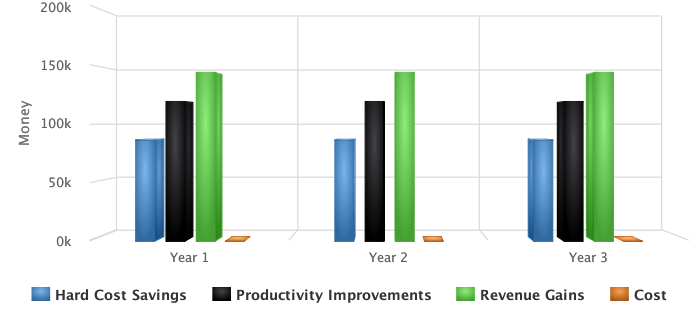 200k
150k
100k
50k
0k
Money
Year 1 Year 2 Year 3
Hard Cost Savings Productivity Improvements Revenue Gains Cost